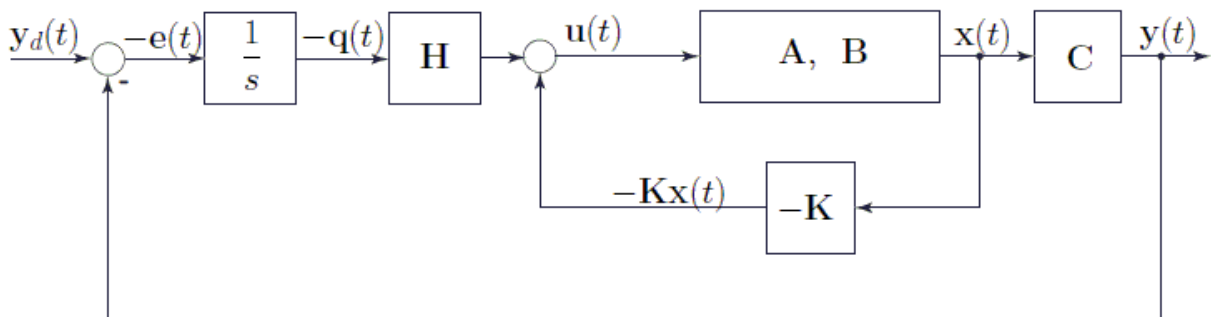 y_d(t) −e(t) 1/s −q(t) H u(t) A, B x(t) C y(t)
-
−Kx(t) −K